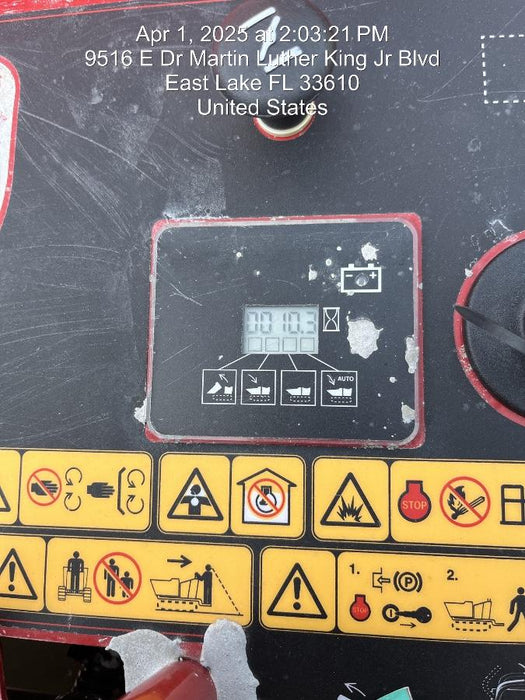 Apr 1, 2025 at 2:03:21 PM
9516 E Dr Martin Luther King Jr Blvd
East Lake FL 33610
United States
0010.3
AUTO
STOP
1.
(P)
2.
STOP